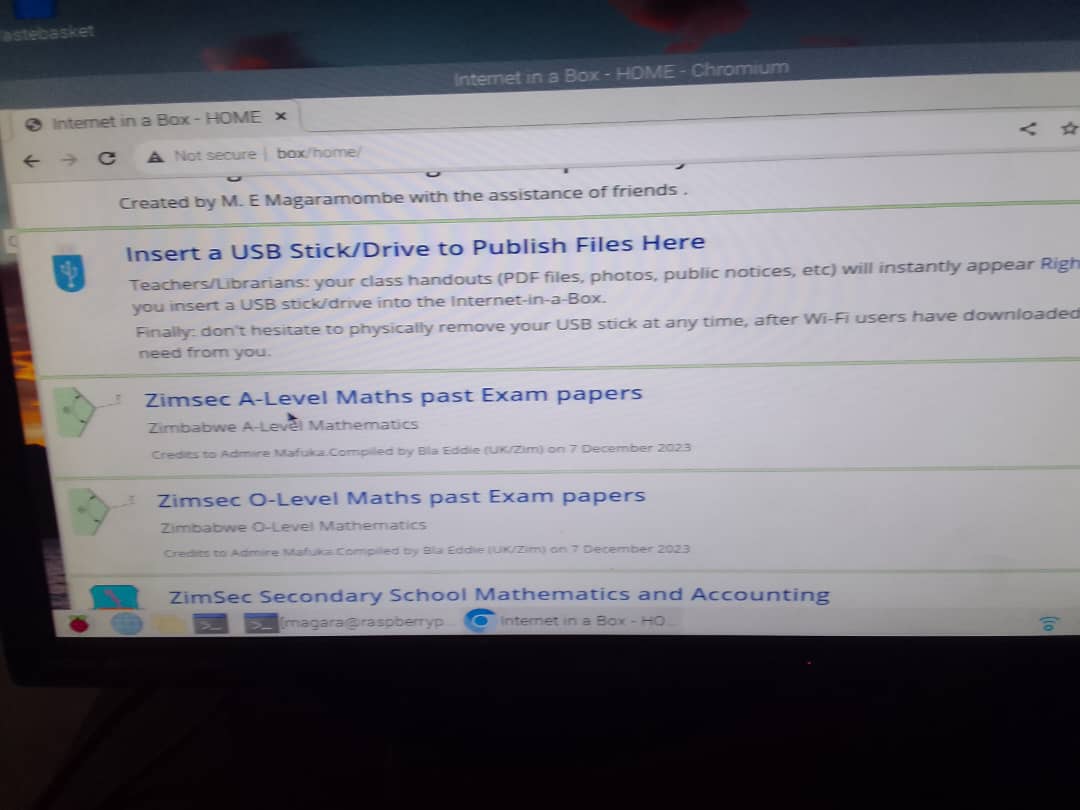 astebasket
Internet in a Box - HOME - Chromium
Internet in a Box - HOME
Not secure | box/home/
Created by M. E Magaramombe with the assistance of friends .
Insert a USB Stick/Drive to Publish Files Here
Teachers/Librarians: your class handouts (PDF files, photos, public notices, etc) will instantly appear Righ
you insert a USB stick/drive into the Internet-in-a-Box.
Finally: don't hesitate to physically remove your USB stick at any time, after Wi-Fi users have downloaded
need from you.
Zimsec A-Level Maths past Exam papers
Zimbabwe A-Level Mathematics
Credits to Admire Mafuka.Compiled by Bla Eddie (UK/Zim) on 7 December 2023
Zimsec O-Level Maths past Exam papers
Zimbabwe O-Level Mathematics
Credits to Admire Mafuka.Compiled by Bla Eddie (UK/Zim) on 7 December 2023
ZimSec Secondary School Mathematics and Accounting
[magara@raspberryp... Internet in a Box - HO...